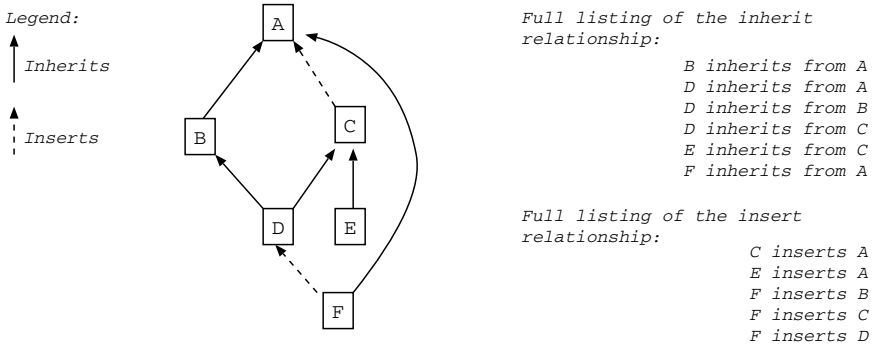 Legend:
Inherits
Inserts
A
B
C
D
E
F
Full listing of the inherit
relationship:
B inherits from A
D inherits from A
D inherits from B
D inherits from C
E inherits from C
F inherits from A
Full listing of the insert
relationship:
C inserts A
E inserts A
F inserts B
F inserts C
F inserts D